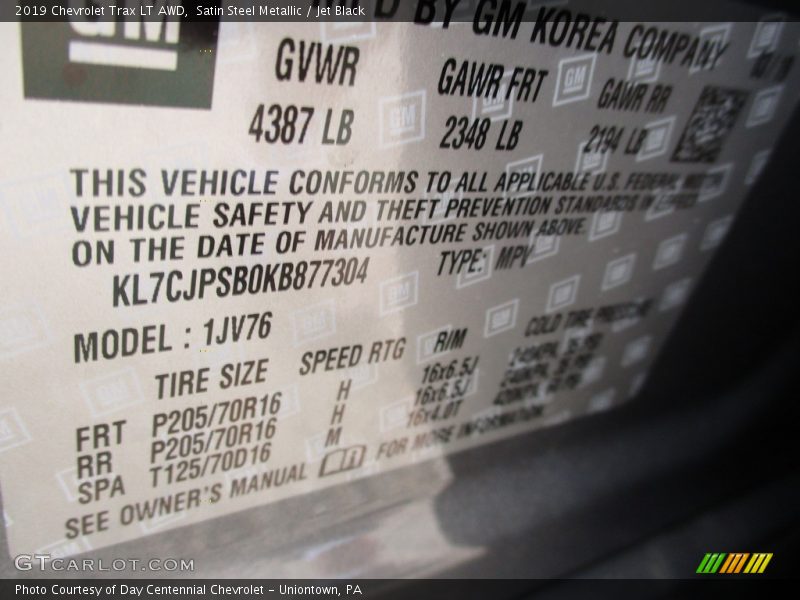 2019 Chevrolet Trax LT AWD, Satin Steel Metallic / Jet Black
GM
BY GM KOREA COMPANY
GVWR GAWR FRT GAWR RR
4387 LB 2348 LB 2194 LB
THIS VEHICLE CONFORMS TO ALL APPLICABLE U.S. FEDERAL MOTOR
VEHICLE SAFETY AND THEFT PREVENTION STANDARDS IN EFFECT
ON THE DATE OF MANUFACTURE SHOWN ABOVE.
KL7CJPSB0KB877304 TYPE: MPV
MODEL : 1JV76
TIRE SIZE SPEED RTG RIM COLD TIRE PRESSURE
FRT P205/70R16 H 16x6.5J
RR P205/70R16 H 16x6.5J
SPA T125/70D16 M 16x4.0T
SEE OWNER'S MANUAL FOR MORE INFORMATION
GTCARLOT.COM
Photo Courtesy of Day Centennial Chevrolet - Uniontown, PA